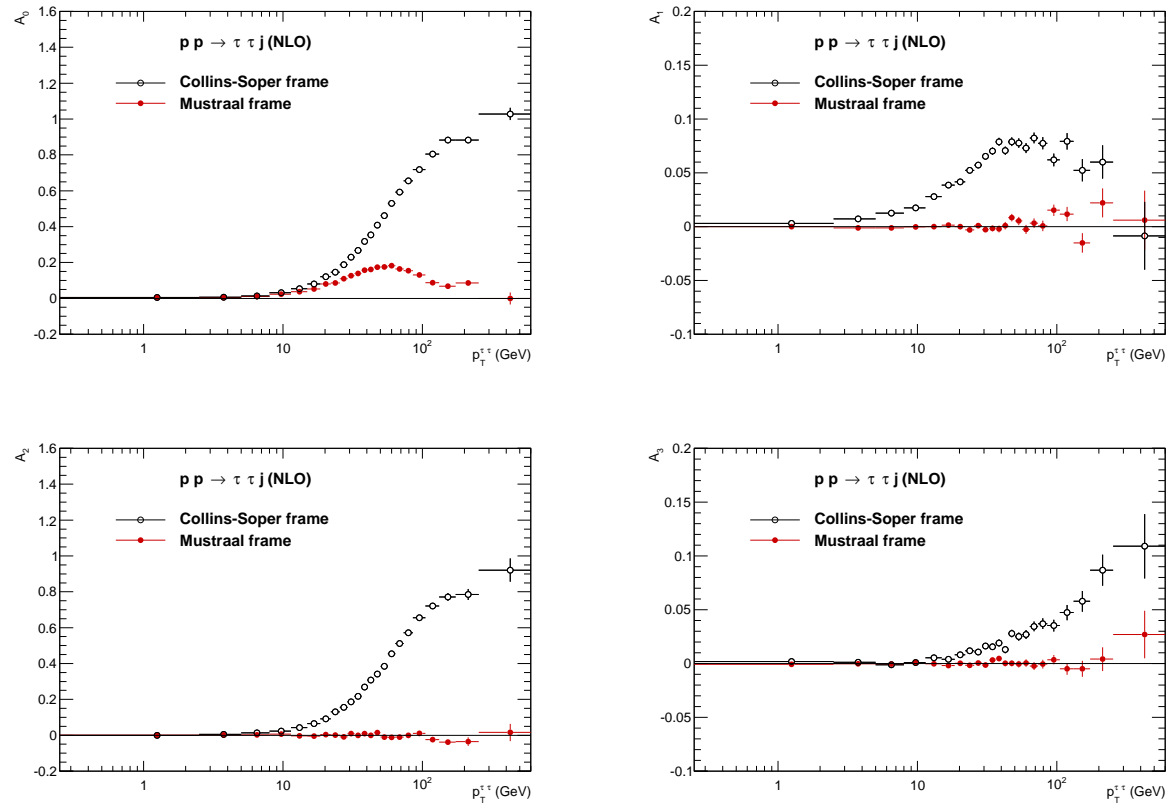 A₀
1.6
1.4
1.2
1
0.8
0.6
0.4
0.2
0
-0.2
p p → τ τ j (NLO)
Collins-Soper frame
Mustraal frame
1
10
10²
p_T^{τ τ} (GeV)
A₁
0.2
0.15
0.1
0.05
0
-0.05
-0.1
p p → τ τ j (NLO)
Collins-Soper frame
Mustraal frame
1
10
10²
p_T^{τ τ} (GeV)
A₂
1.6
1.4
1.2
1
0.8
0.6
0.4
0.2
0
-0.2
p p → τ τ j (NLO)
Collins-Soper frame
Mustraal frame
1
10
10²
p_T^{τ τ} (GeV)
A₃
0.2
0.15
0.1
0.05
0
-0.05
-0.1
p p → τ τ j (NLO)
Collins-Soper frame
Mustraal frame
1
10
10²
p_T^{τ τ} (GeV)